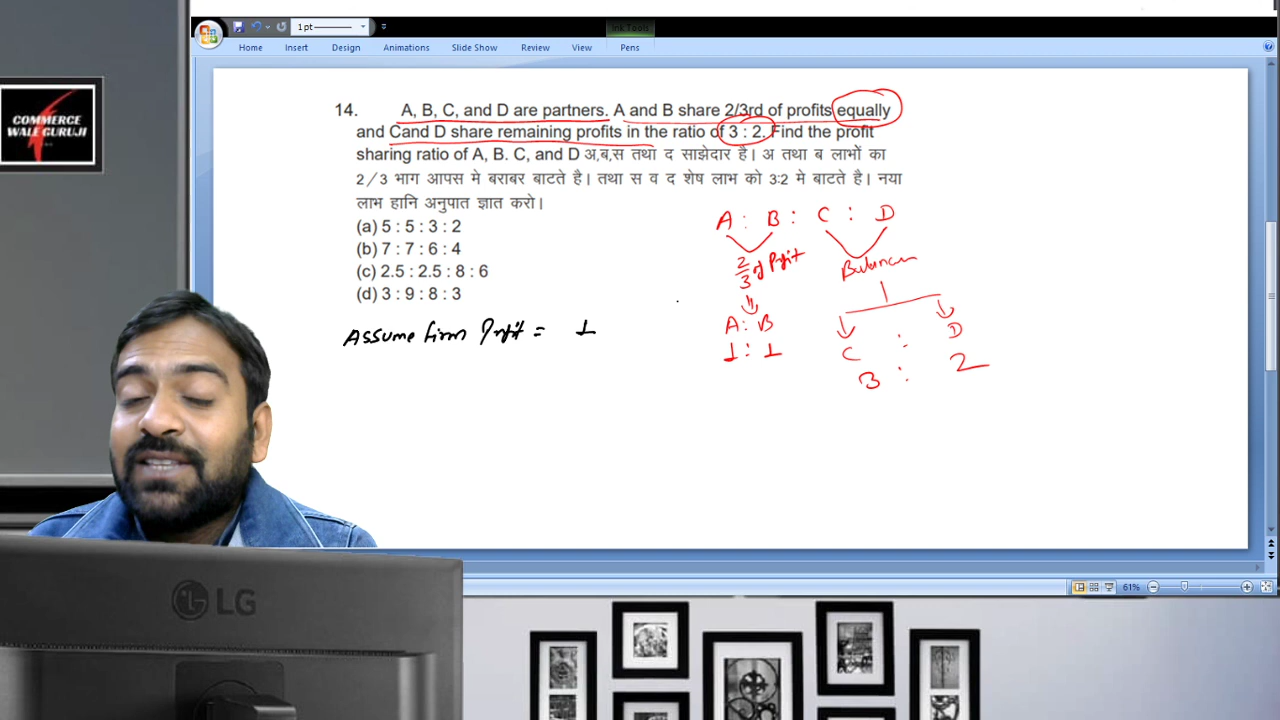 COMMERCE
WALE GURUJI
1 pt
Ink Tools
Home Insert Design Animations Slide Show Review View Pens
14. A, B, C, and D are partners. A and B share 2/3rd of profits equally
and Cand D share remaining profits in the ratio of 3 : 2. Find the profit
sharing ratio of A, B. C, and D अ,ब,स तथा द साझेदार है। अ तथा ब लाभों का
2/3 भाग आपस मे बराबर बाटते है। तथा स व द शेष लाभ को 3:2 मे बाटते है। नया
लाभ हानि अनुपात ज्ञात करो।
(a) 5 : 5 : 3 : 2
(b) 7 : 7 : 6 : 4
(c) 2.5 : 2.5 : 8 : 6
(d) 3 : 9 : 8 : 3
Assume firm Profit = 1
A : B : C : D
2/3 of Profit
A : B
1 : 1
C : D
3 : 2
61%
LG